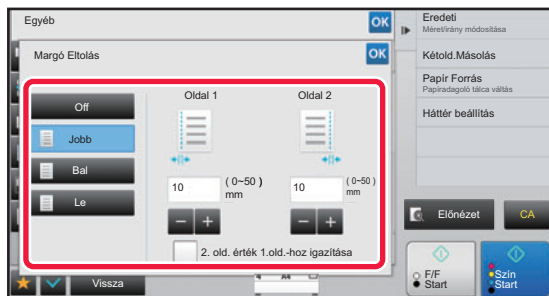 Egyéb
OK
Margó Eltolás
OK
Off
Jobb
Bal
Le
Oldal 1
Oldal 2
10
(0~50)
mm
10
(0~50)
mm
2. old. érték 1.old.-hoz igazítása
Vissza
A4
Eredeti
Méret/irány módosítása
Kétold.Másolás
Papír Forrás
Papíradagoló tálca váltás
Háttér beállítás
Előnézet
CA
F/F
Start
Szín
Start